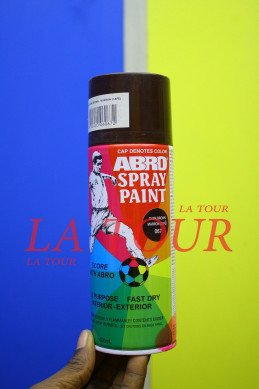 CAP DENOTES COLOR
ABRO
SPRAY
PAINT
067
LA TOUR
LA TOUR
LA TOUR
SCORE
WITH ABRO
PURPOSE FAST DRY
INTERIOR-EXTERIOR